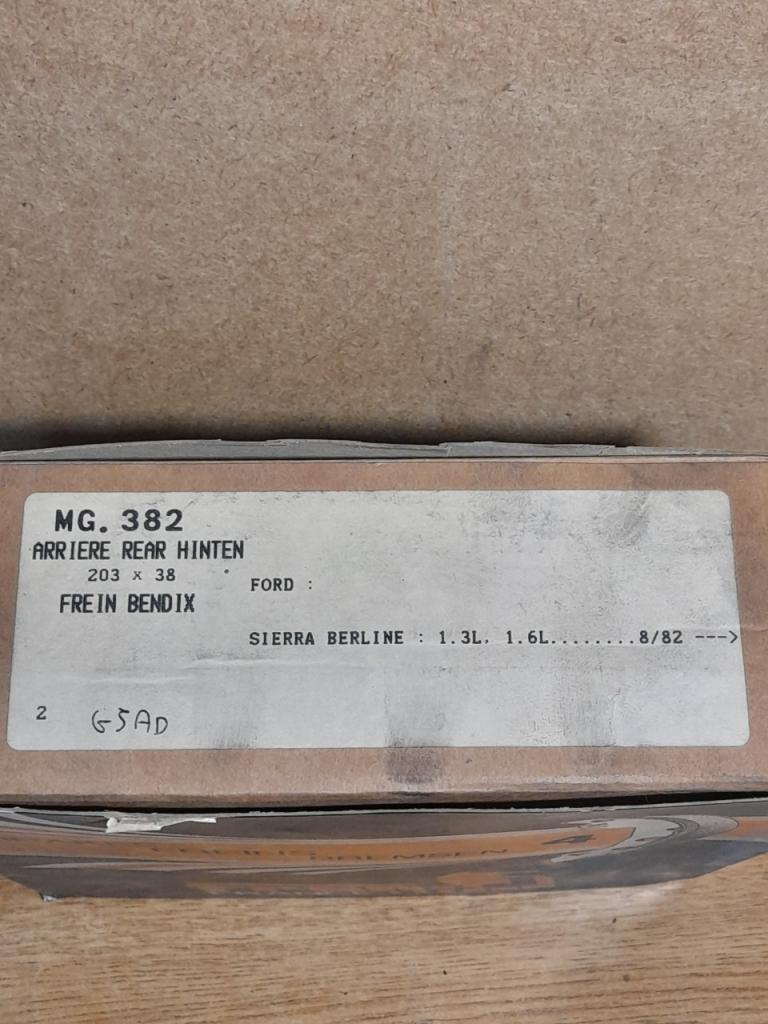 MG. 382
ARRIERE REAR HINTEN
203 x 38
FREIN BENDIX
FORD :
SIERRA BERLINE : 1.3L. 1.6L........8/82 --->
2
G5AD
4